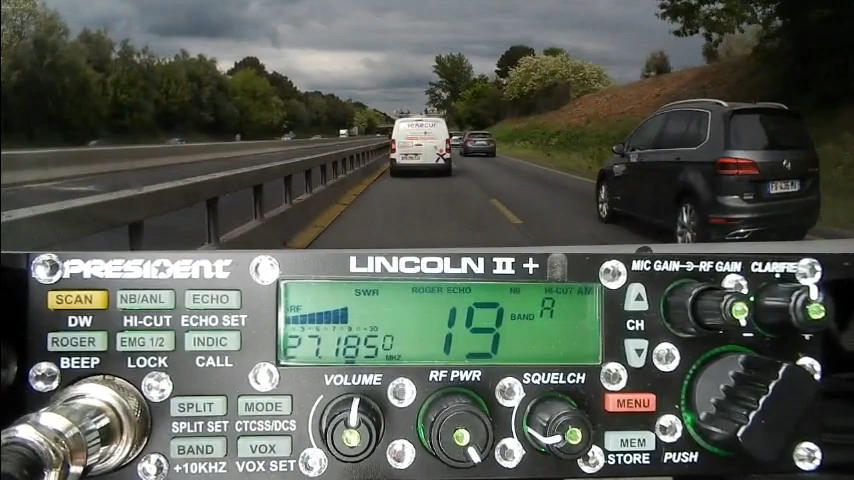 PRESIDENT
LINCOLN II +
MIC GAIN RF GAIN CLARIFIER
SCAN NB/ANL ECHO
DW HI-CUT ECHO SET
ROGER EMG 1/2 INDIC
BEEP LOCK CALL
SPLIT MODE
SPLIT SET CTCSS/DCS
BAND VOX
+10KHZ VOX SET
SWR ROGER ECHO NB HI-CUT AM
RF
27.1850 MHZ
19
BAND A
CH
VOLUME RF PWR SQUELCH
MENU
MEM
STORE PUSH